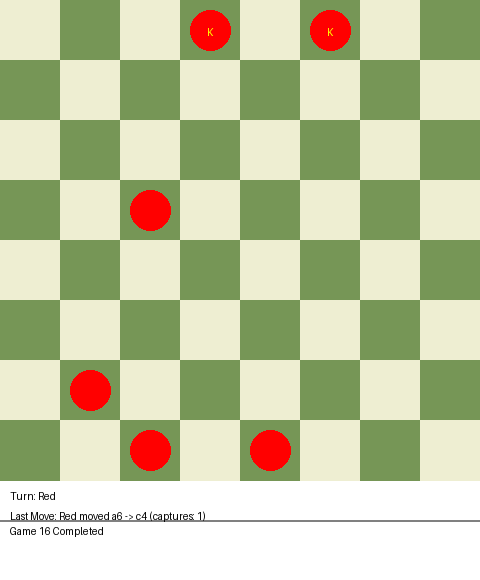 K K
Turn: Red
Last Move: Red moved a6 -> c4 (captures: 1)
Game 16 Completed